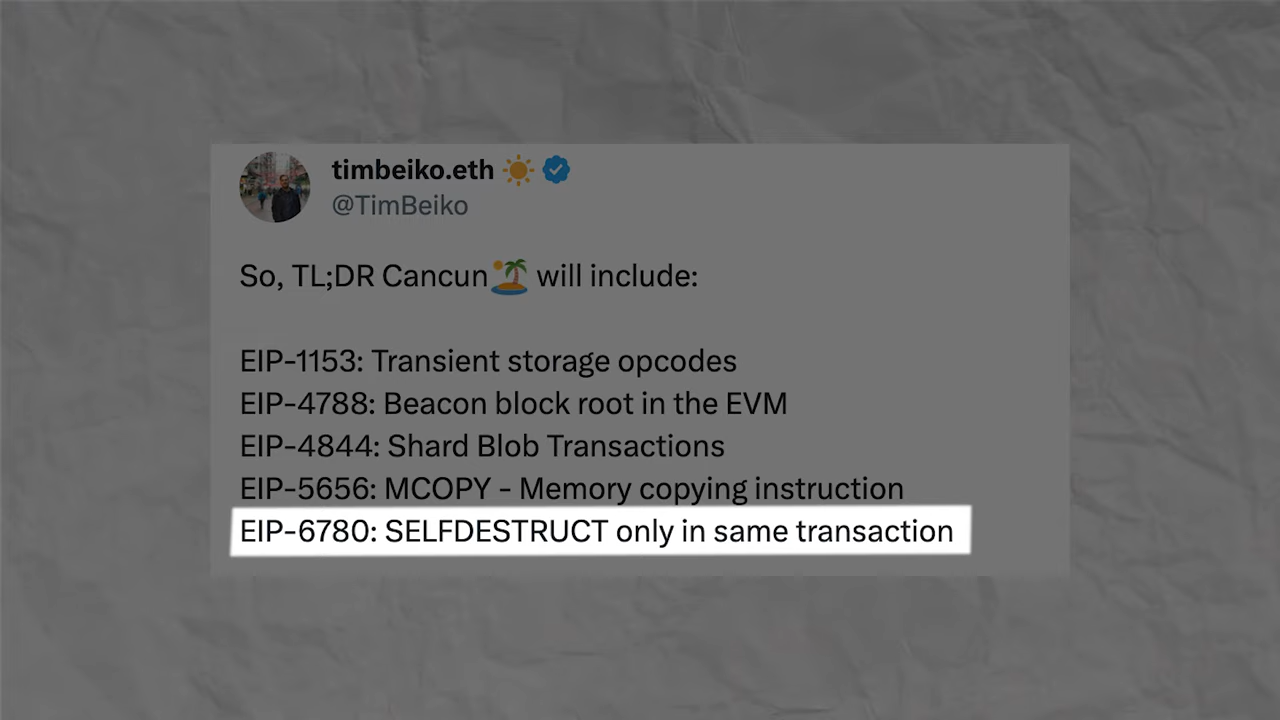 timbeiko.eth ☀️
@TimBeiko
So, TL;DR Cancun🏝️ will include:
EIP-1153: Transient storage opcodes
EIP-4788: Beacon block root in the EVM
EIP-4844: Shard Blob Transactions
EIP-5656: MCOPY - Memory copying instruction
EIP-6780: SELFDESTRUCT only in same transaction